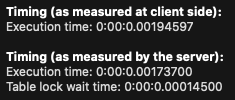 Timing (as measured at client side):
Execution time: 0:00:0.00194597
Timing (as measured by the server):
Execution time: 0:00:0.00173700
Table lock wait time: 0:00:0.00014500